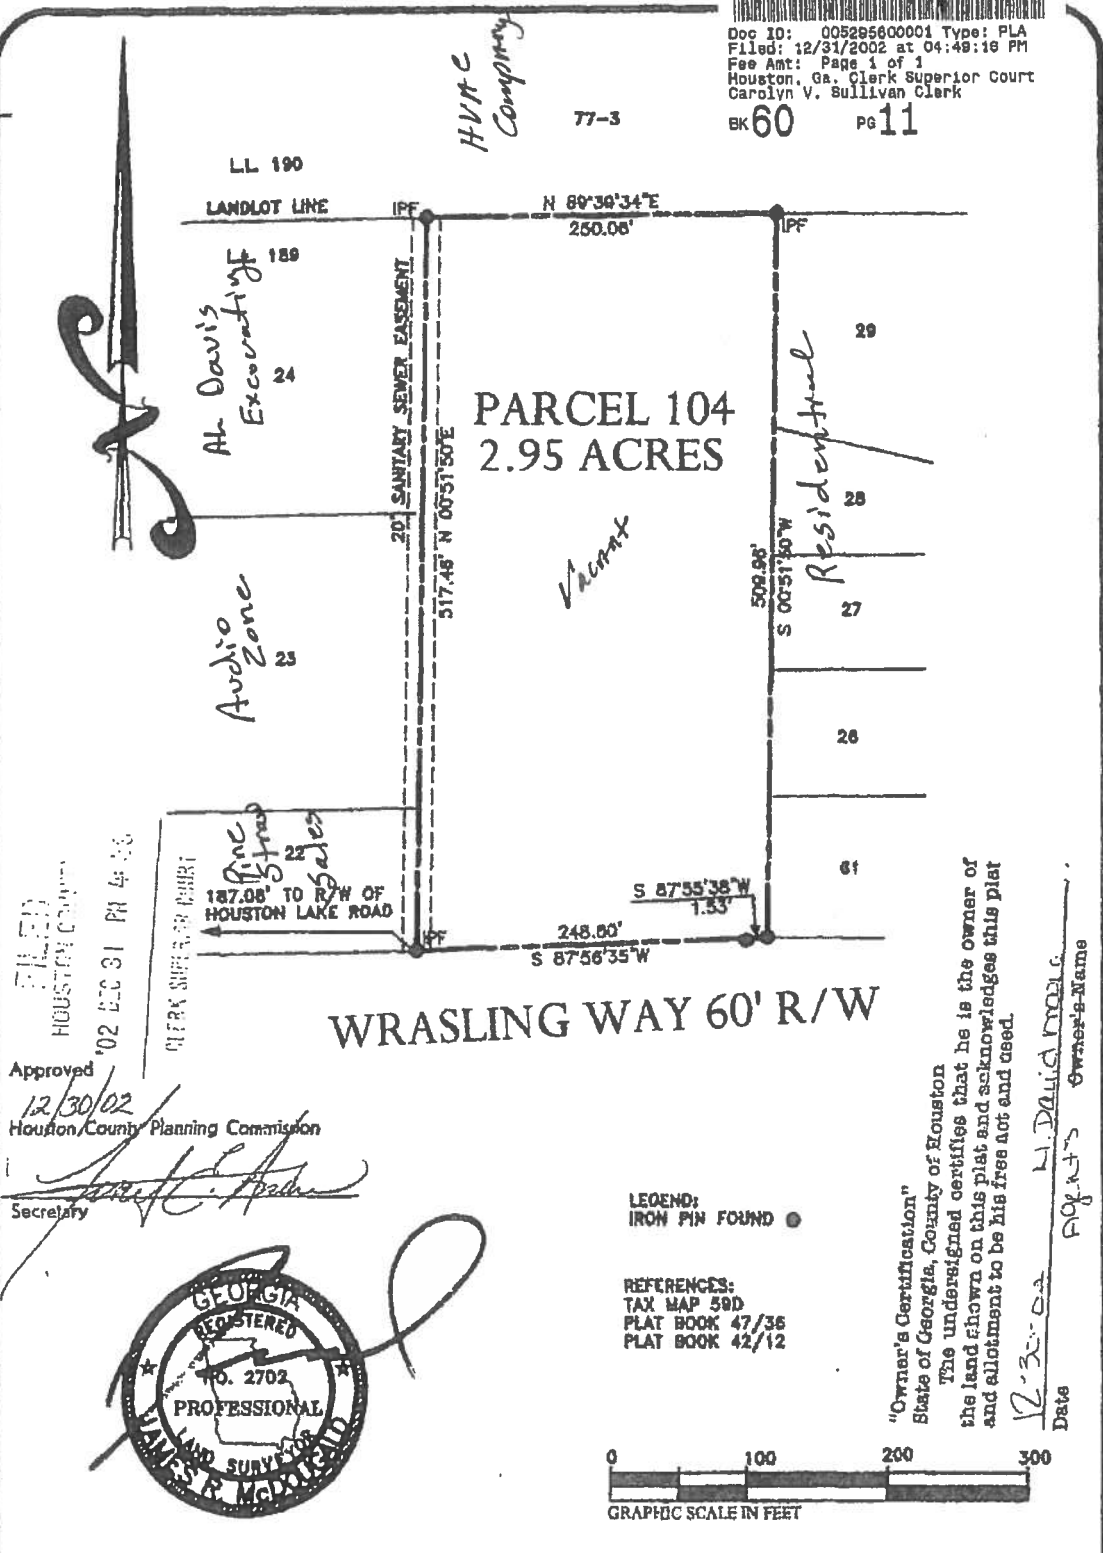 Doc ID: 005295600001 Type: PLA
Filed: 12/31/2002 at 04:49:16 PM
Fee Amt: Page 1 of 1
Houston, Ga. Clerk Superior Court
Carolyn V. Sullivan Clerk
BK 60 PG 11
HVAC
Company
77-3
LL 190
LANDLOT LINE
IPF
N 89°39'34"E
250.06'
IPF
LL 189
Al Davis
Excavating
24
20' SANITARY SEWER EASEMENT
517.46' N 00°51'50"E
PARCEL 104
2.95 ACRES
Vacant
29
Residential
28
509.96'
S 00°51'50"W
27
Audio
Zone
23
26
Pine
Straw
Sales
22
61
187.08' TO R/W OF
HOUSTON LAKE ROAD
S 87°55'38"W
1.53'
IPF
248.60'
S 87°56'35"W
WRASLING WAY 60' R/W
FILED
HOUSTON COUNTY
'02 DEC 31 PM 4:
CLERK SUPERIOR COURT
Approved
12/30/02
Houston County Planning Commission
Secretary
LEGEND:
IRON PIN FOUND
REFERENCES:
TAX MAP 59D
PLAT BOOK 47/36
PLAT BOOK 42/12
GEORGIA
REGISTERED
NO. 2702
PROFESSIONAL
LAND SURVEYOR
JAMES R. McDOUGALD
"Owner's Certification"
State of Georgia, County of Houston
The undersigned certifies that he is the owner of
the land shown on this plat and acknowledges this plat
and allotment to be his free act and deed.
12-30-02 H. David Moore
Date Agents Owner's Name
0 100 200 300
GRAPHIC SCALE IN FEET